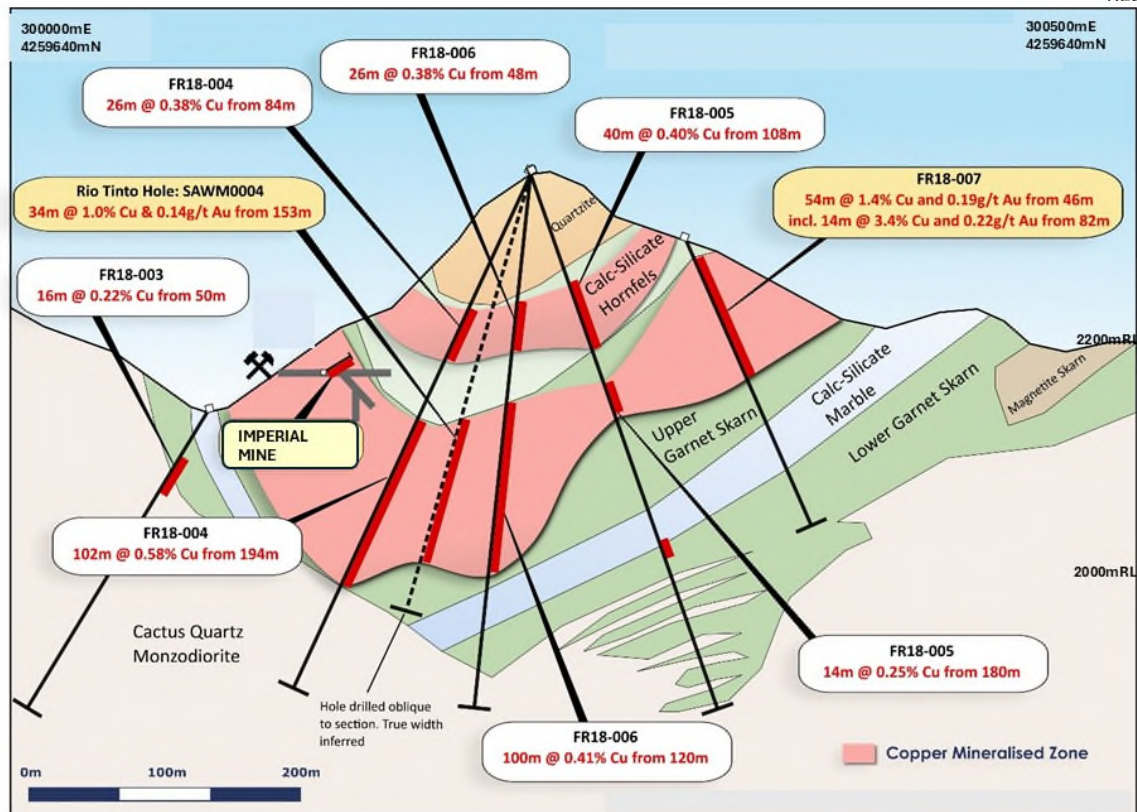 300000mE
4259640mN
300500mE
4259640mN
FR18-006
26m @ 0.38% Cu from 48m
FR18-004
26m @ 0.38% Cu from 84m
FR18-005
40m @ 0.40% Cu from 108m
Rio Tinto Hole: SAWM0004
34m @ 1.0% Cu & 0.14g/t Au from 153m
FR18-007
54m @ 1.4% Cu and 0.19g/t Au from 46m
incl. 14m @ 3.4% Cu and 0.22g/t Au from 82m
Quartzite
FR18-003
16m @ 0.22% Cu from 50m
Calc-Silicate
Hornfels
2200mRL
IMPERIAL
MINE
Upper
Garnet Skarn
Calc-Silicate
Marble
Lower Garnet Skarn
Magnetite Skarn
FR18-004
102m @ 0.58% Cu from 194m
2000mRL
Cactus Quartz
Monzodiorite
Hole drilled oblique
to section. True width
inferred
FR18-005
14m @ 0.25% Cu from 180m
FR18-006
100m @ 0.41% Cu from 120m
Copper Mineralised Zone
0m
100m
200m